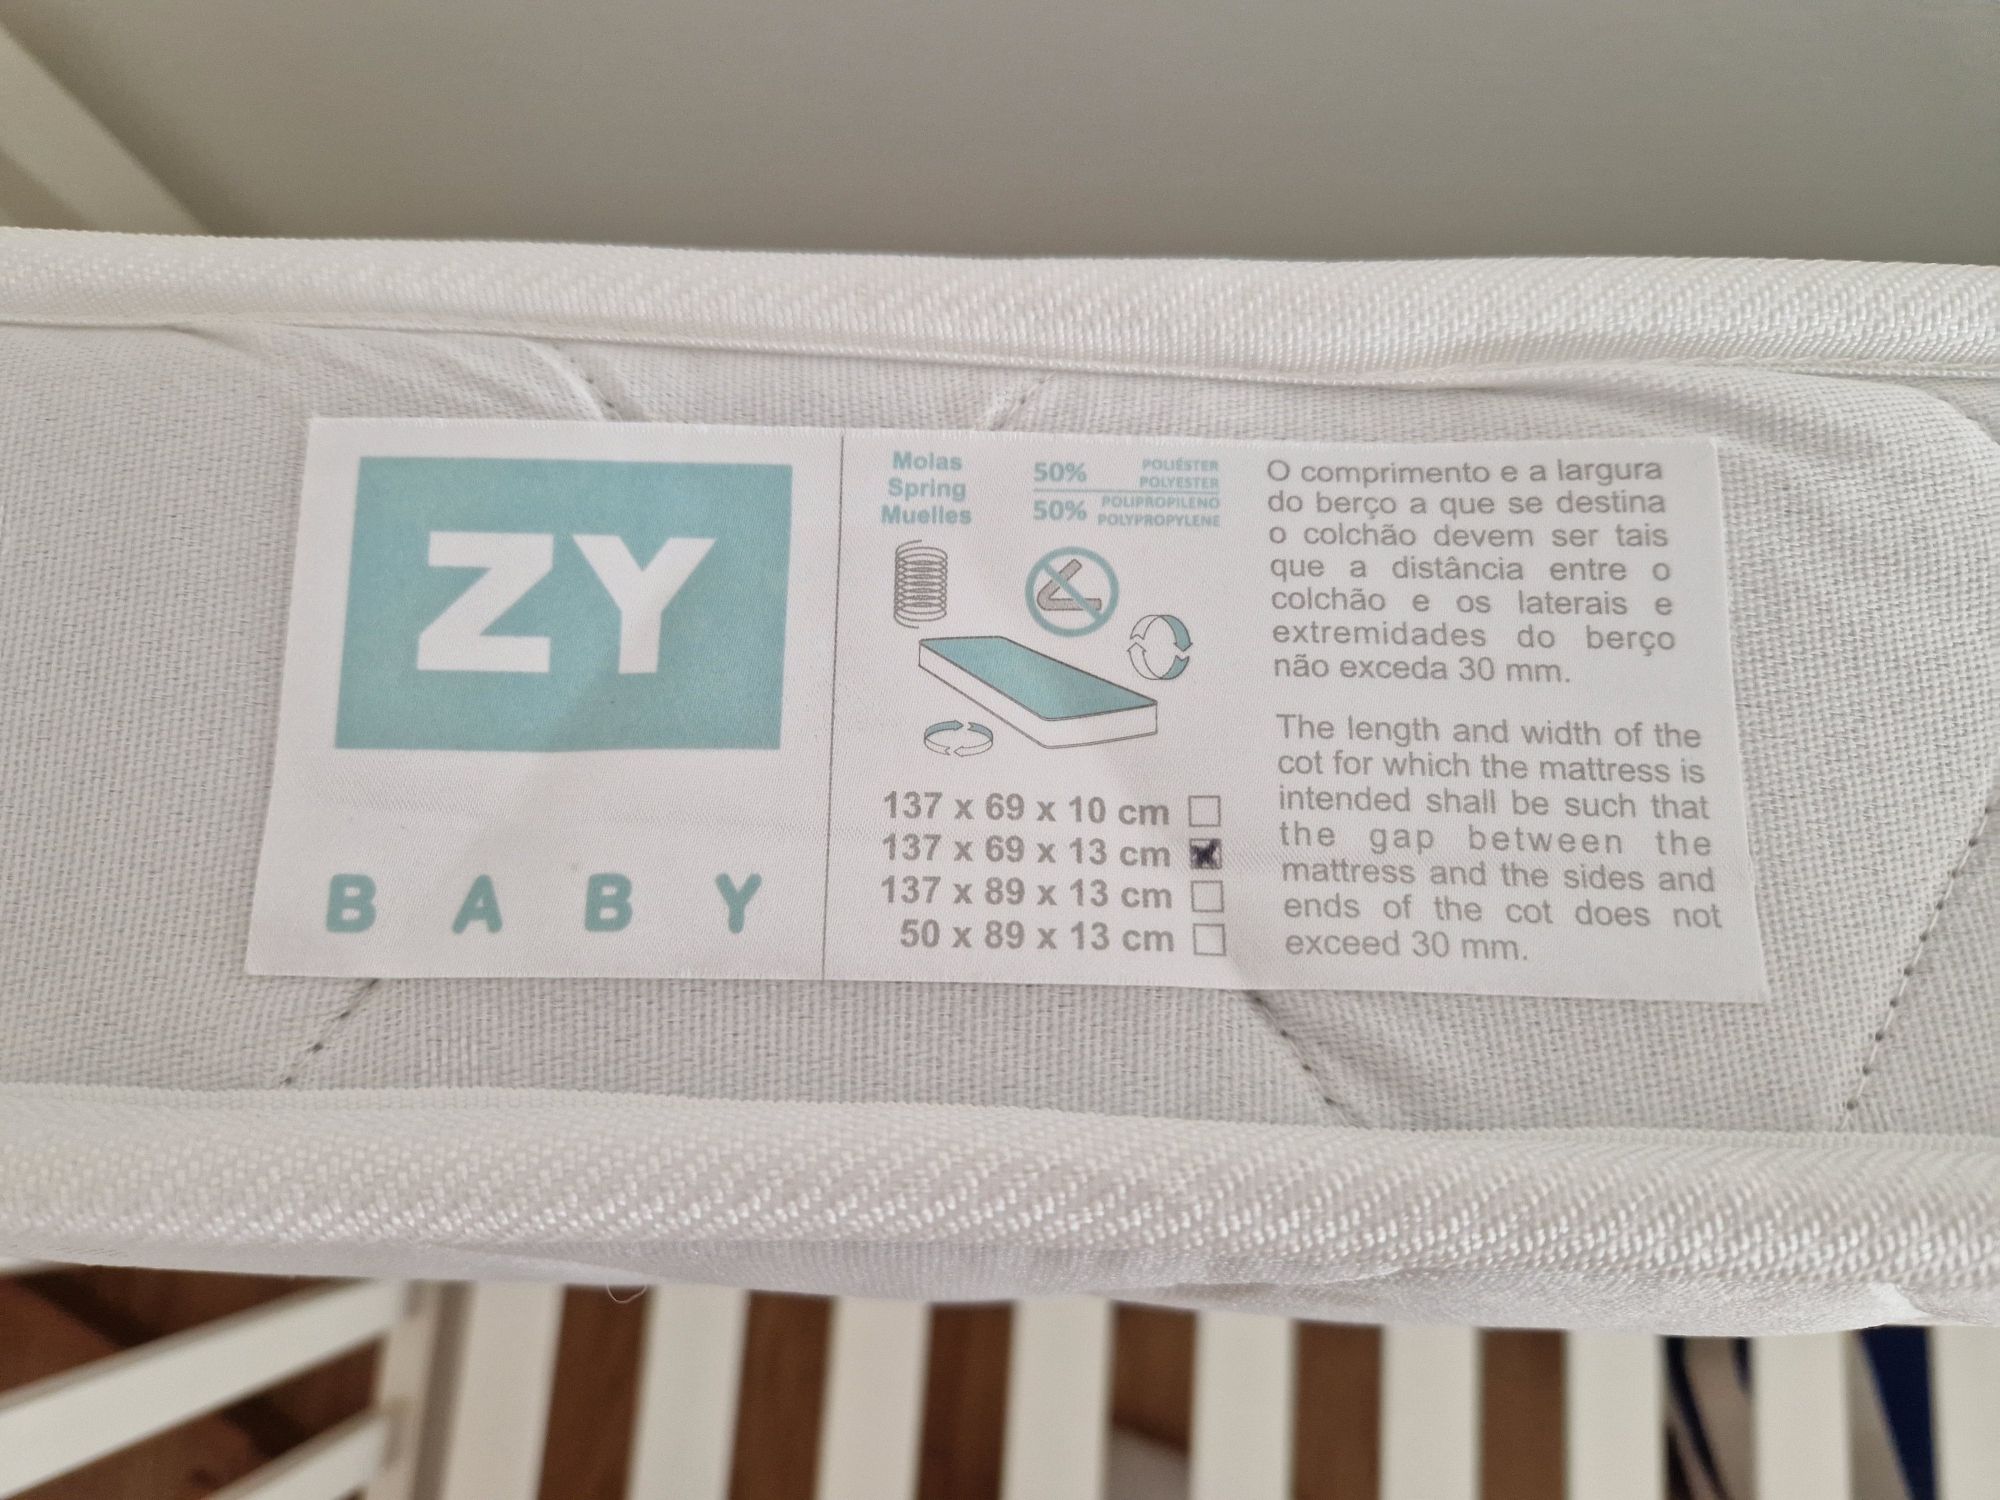 ZY
B A B Y
Molas
Spring
Muelles
50% POLIÉSTER
POLYESTER
50% POLIPROPILENO
POLYPROPYLENE
137 x 69 x 10 cm
137 x 69 x 13 cm
137 x 89 x 13 cm
50 x 89 x 13 cm
O comprimento e a largura
do berço a que se destina
o colchão devem ser tais
que a distância entre o
colchão e os laterais e
extremidades do berço
não exceda 30 mm.
The length and width of the
cot for which the mattress is
intended shall be such that
the gap between the
mattress and the sides and
ends of the cot does not
exceed 30 mm.